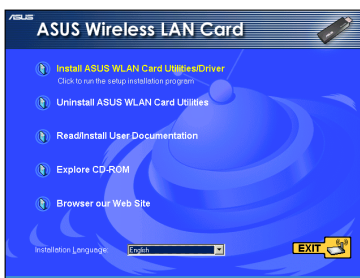 ASUS
ASUS Wireless LAN Card
Install ASUS WLAN Card Utilities/Driver
Click to run the setup installation program
Uninstall ASUS WLAN Card Utilities
Read/Install User Documentation
Explore CD-ROM
Browser our Web Site
Installation Language: English
EXIT